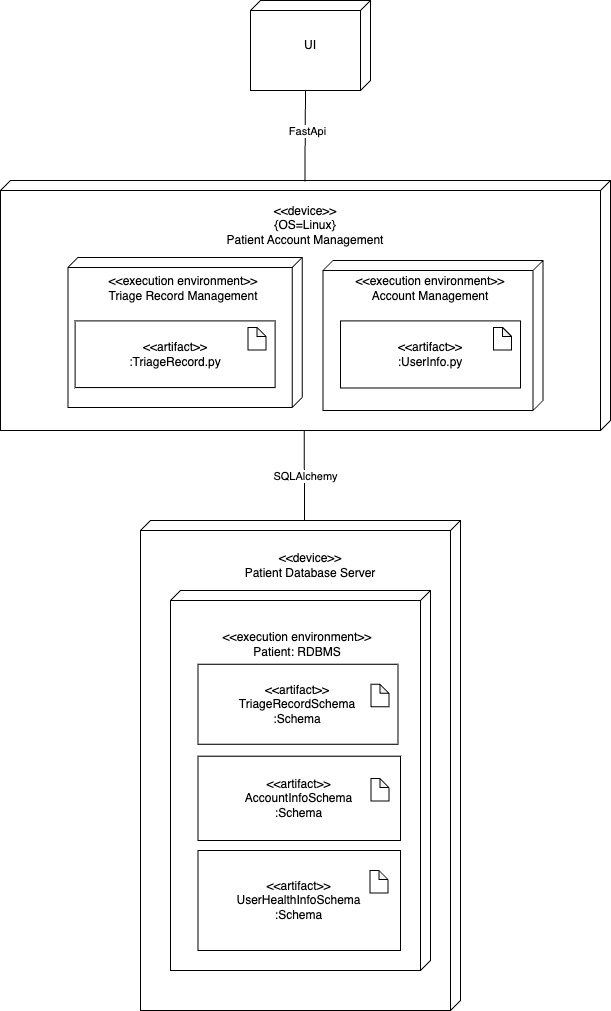 UI
FastApi
<<device>>
{OS=Linux}
Patient Account Management
<<execution environment>>
Triage Record Management
<<artifact>>
:TriageRecord.py
<<execution environment>>
Account Management
<<artifact>>
:UserInfo.py
SQLAlchemy
<<device>>
Patient Database Server
<<execution environment>>
Patient: RDBMS
<<artifact>>
TriageRecordSchema
:Schema
<<artifact>>
AccountInfoSchema
:Schema
<<artifact>>
UserHealthInfoSchema
:Schema